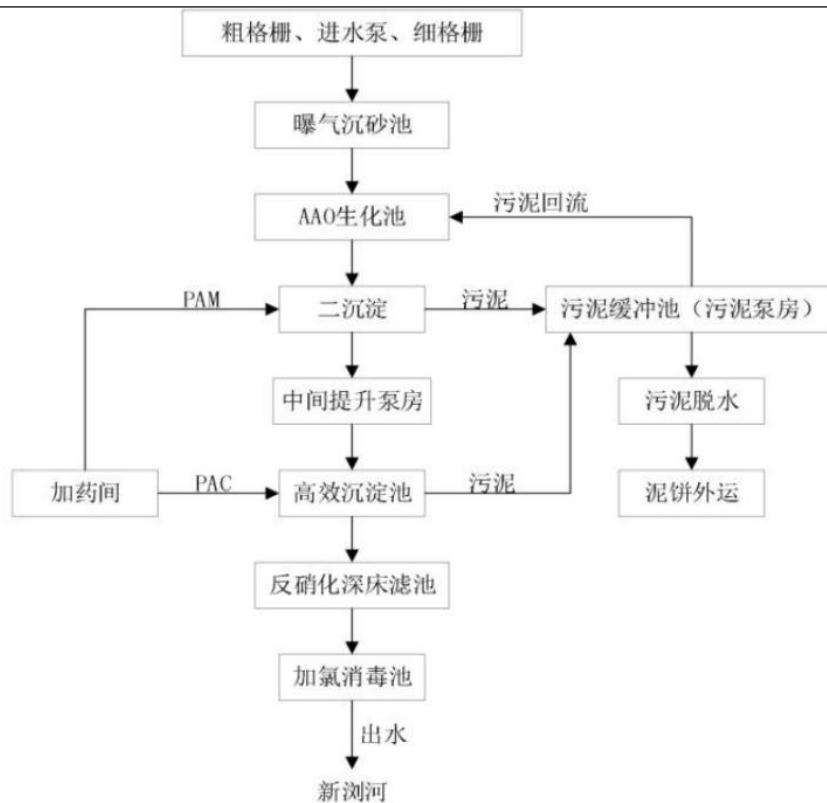 粗格栅、进水泵、细格栅
曝气沉砂池
污泥回流
AAO生化池
PAM
二沉淀
污泥
污泥缓冲池（污泥泵房）
中间提升泵房
污泥脱水
加药间
PAC
高效沉淀池
污泥
泥饼外运
反硝化深床滤池
加氯消毒池
出水
新浏河